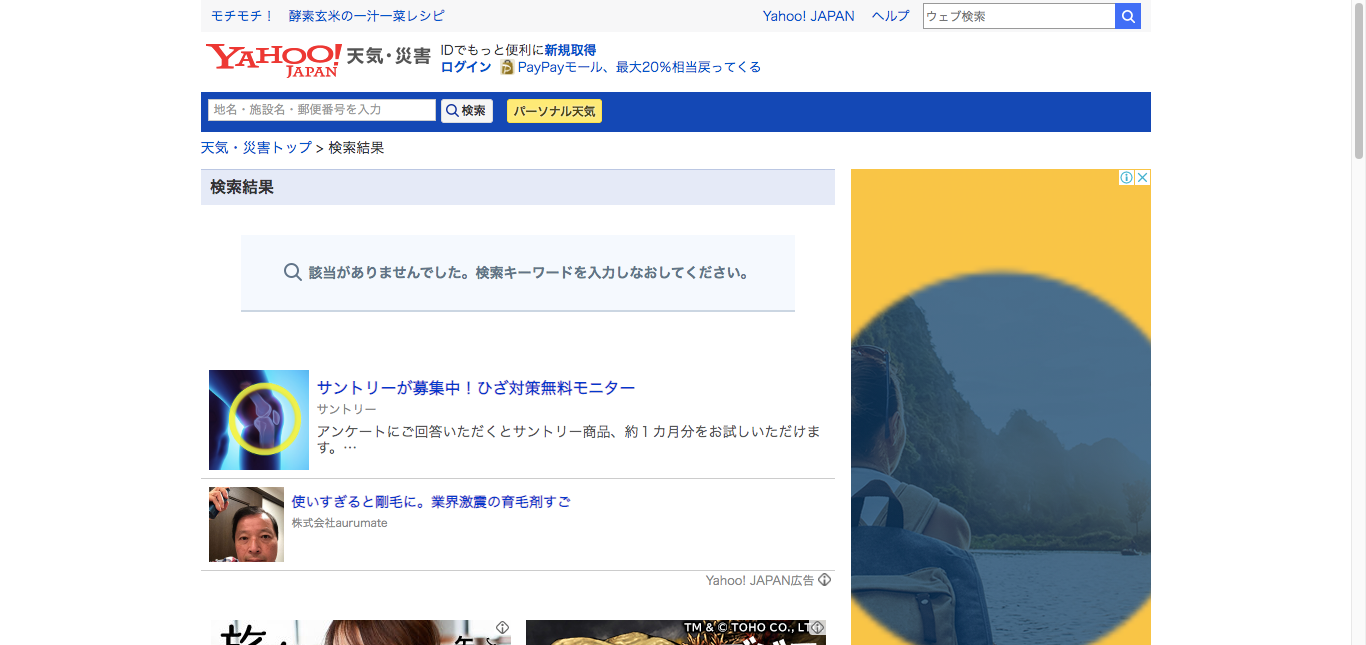 モチモチ！ 酵素玄米の一汁一菜レシピ
Yahoo! JAPAN ヘルプ ウェブ検索
YAHOO! JAPAN 天気・災害
IDでもっと便利に新規取得
ログイン PayPayモール、最大20%相当戻ってくる
地名・施設名・郵便番号を入力 検索 パーソナル天気
天気・災害トップ > 検索結果
検索結果
該当がありませんでした。検索キーワードを入力しなおしてください。
サントリーが募集中！ひざ対策無料モニター
サントリー
アンケートにご回答いただくとサントリー商品、約１カ月分をお試しいただけま
す。…
使いすぎると剛毛に。業界激震の育毛剤すご
株式会社aurumate
Yahoo! JAPAN広告
旅・
TM & © TOHO CO., LT